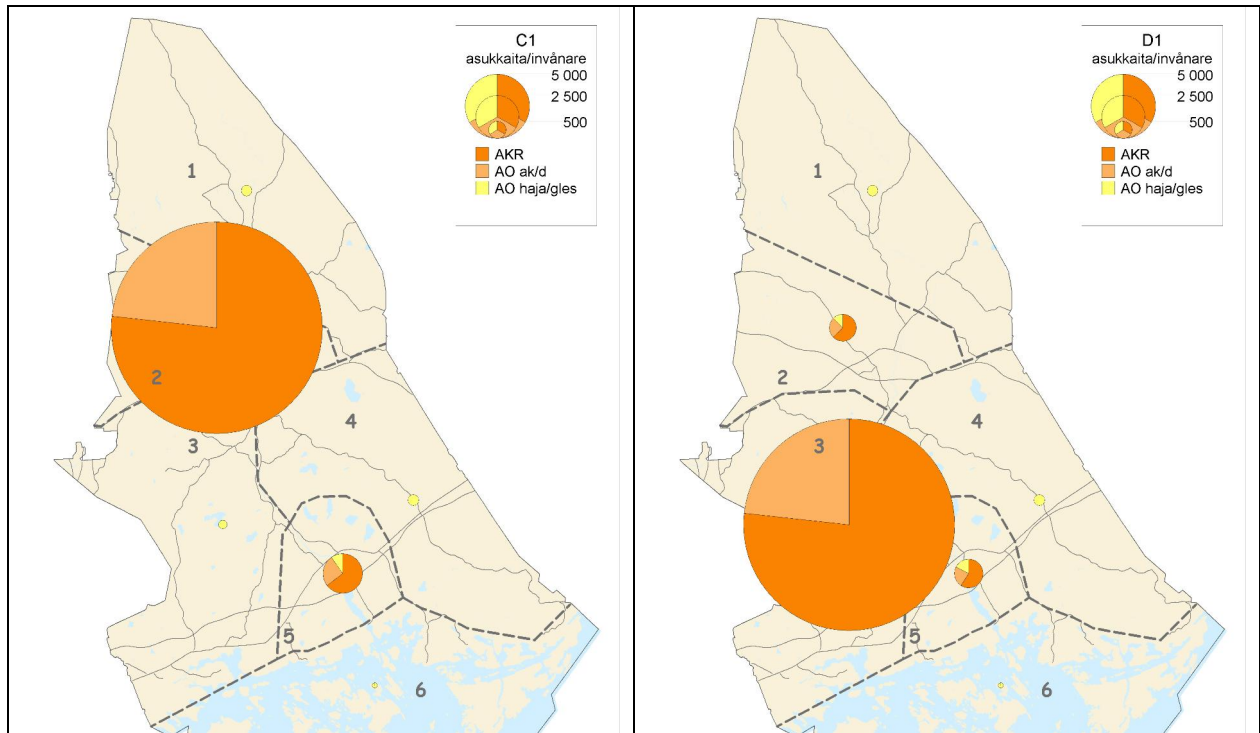 C1
asukkaita/invånare
5 000
2 500
500
AKR
AO ak/d
AO haja/gles
1
2
3
4
5
6
D1
asukkaita/invånare
5 000
2 500
500
AKR
AO ak/d
AO haja/gles
1
2
3
4
5
6